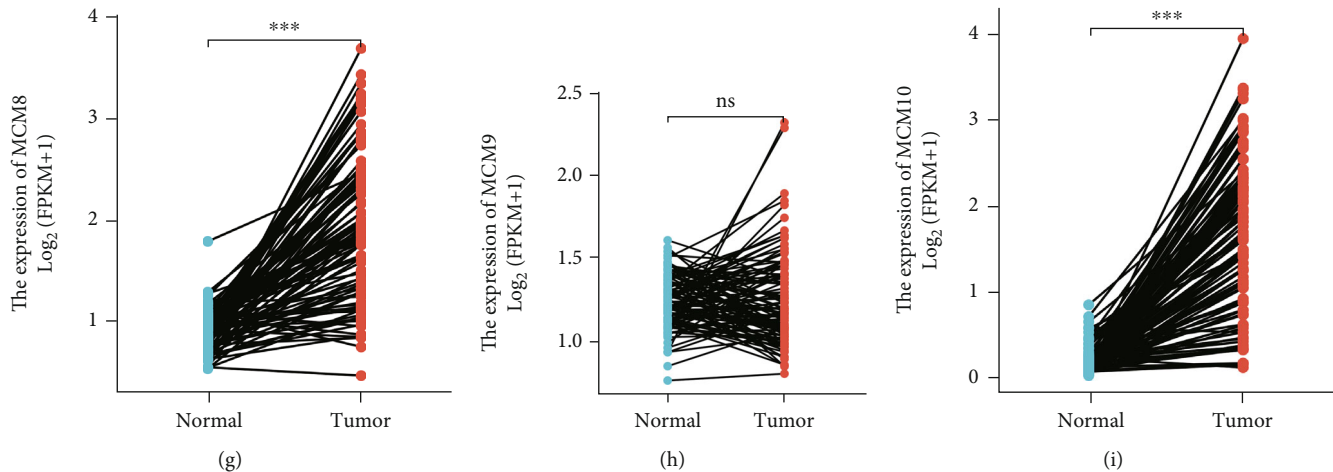 The expression of MCM8
Log₂ (FPKM+1)
4
3
2
1
***
Normal
Tumor
(g)
The expression of MCM9
Log₂ (FPKM+1)
2.5
2.0
1.5
1.0
ns
Normal
Tumor
(h)
The expression of MCM10
Log₂ (FPKM+1)
4
3
2
1
0
***
Normal
Tumor
(i)